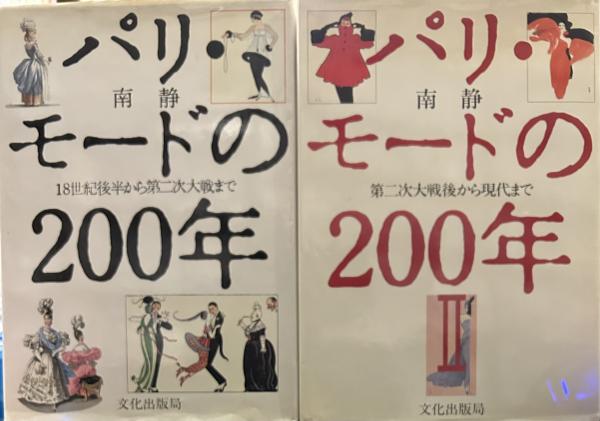 パリ・
南 静
モードの
18世紀後半から第二次大戦まで
200年
文化出版局
パリ・
南 静
モードの
第二次大戦後から現代まで
200年
II
文化出版局